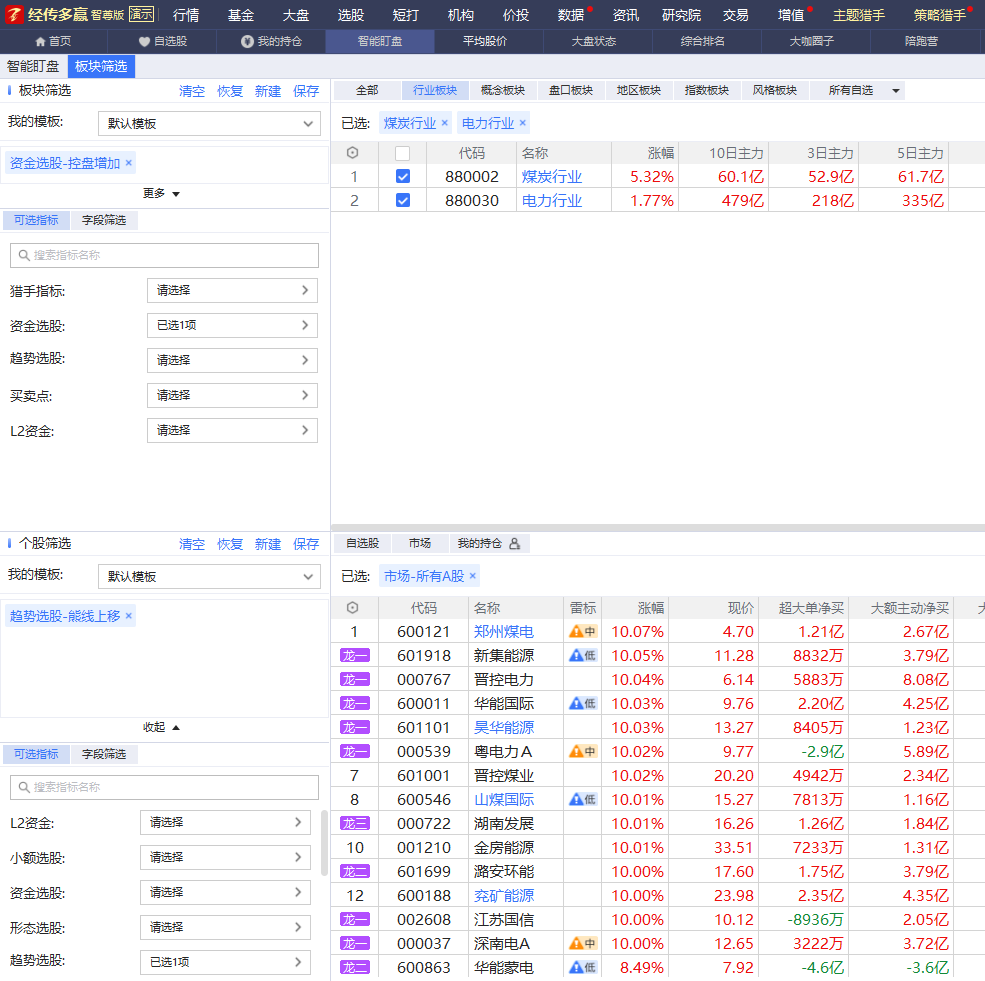 经传多赢 智尊版 演示 行情 基金 大盘 选股 短打 机构 价投 数据 资讯 研究院 交易 增值 主题猎手 策略猎手
首页 自选股 我的持仓 智能盯盘 平均股价 大盘状态 综合排名 大咖圈子 陪跑营
智能盯盘 板块筛选
板块筛选 清空 恢复 新建 保存
我的模板: 默认模板
资金选股-控盘增加 ×
更多
可选指标 字段筛选
搜索指标名称
猎手指标: 请选择
资金选股: 已选1项
趋势选股: 请选择
买卖点: 请选择
L2资金: 请选择
全部 行业板块 概念板块 盘口板块 地区板块 指数板块 风格板块 所有自选
已选: 煤炭行业 × 电力行业 ×
代码 名称 涨幅 10日主力 3日主力 5日主力
1 880002 煤炭行业 5.32% 60.1亿 52.9亿 61.7亿
2 880030 电力行业 1.77% 479亿 218亿 335亿
个股筛选 清空 恢复 新建 保存
我的模板: 默认模板
趋势选股-能线上移 ×
收起
可选指标 字段筛选
搜索指标名称
L2资金: 请选择
小额选股: 请选择
资金选股: 请选择
形态选股: 请选择
趋势选股: 已选1项
自选股 市场 我的持仓
已选: 市场-所有A股 ×
代码 名称 雷标 涨幅 现价 超大单净买 大额主动净买 大
1 600121 郑州煤电 中 10.07% 4.70 1.21亿 2.67亿
龙一 601918 新集能源 低 10.05% 11.28 8832万 3.79亿
龙一 000767 晋控电力 10.04% 6.14 5883万 8.08亿
龙一 600011 华能国际 低 10.03% 9.76 2.20亿 4.25亿
龙一 601101 昊华能源 10.03% 13.27 8405万 1.23亿
龙一 000539 粤电力A 中 10.02% 9.77 -2.9亿 5.89亿
7 601001 晋控煤业 10.02% 20.20 4942万 2.34亿
8 600546 山煤国际 低 10.01% 15.27 7813万 1.16亿
龙三 000722 湖南发展 10.01% 16.26 1.26亿 1.84亿
10 001210 金房能源 10.01% 33.51 7233万 1.31亿
龙二 601699 潞安环能 10.00% 17.60 1.75亿 3.79亿
12 600188 兖矿能源 10.00% 23.98 2.35亿 4.35亿
龙一 002608 江苏国信 10.00% 10.12 -8936万 2.05亿
龙一 000037 深南电A 中 10.00% 12.65 3222万 3.72亿
龙二 600863 华能蒙电 低 8.49% 7.92 -4.6亿 -3.6亿